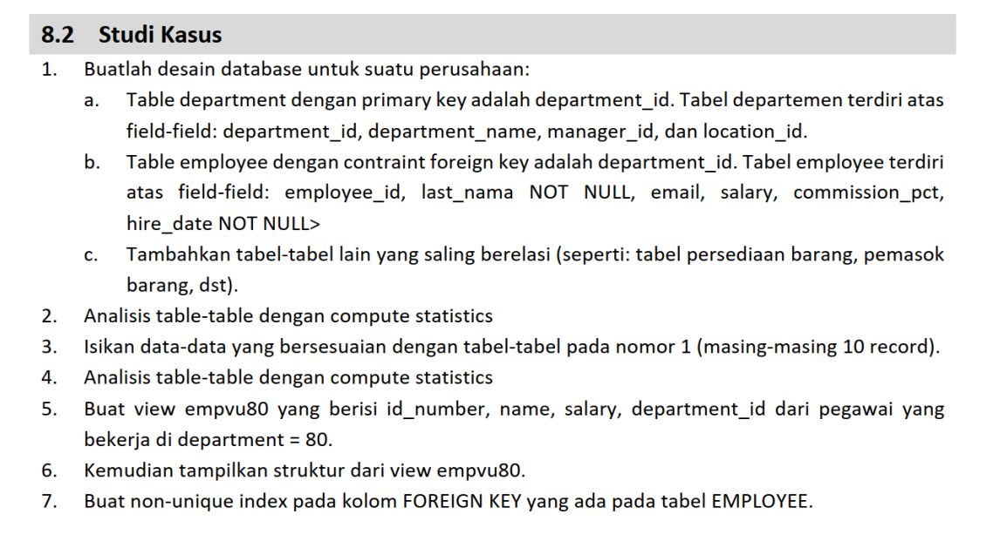 8.2 Studi Kasus
1. Buatlah desain database untuk suatu perusahaan:
a. Table department dengan primary key adalah department_id. Tabel departemen terdiri atas
field-field: department_id, department_name, manager_id, dan location_id.
b. Table employee dengan contraint foreign key adalah department_id. Tabel employee terdiri
atas field-field: employee_id, last_nama NOT NULL, email, salary, commission_pct,
hire_date NOT NULL>
c. Tambahkan tabel-tabel lain yang saling berelasi (seperti: tabel persediaan barang, pemasok
barang, dst).
2. Analisis table-table dengan compute statistics
3. Isikan data-data yang bersesuaian dengan tabel-tabel pada nomor 1 (masing-masing 10 record).
4. Analisis table-table dengan compute statistics
5. Buat view empvu80 yang berisi id_number, name, salary, department_id dari pegawai yang
bekerja di department = 80.
6. Kemudian tampilkan struktur dari view empvu80.
7. Buat non-unique index pada kolom FOREIGN KEY yang ada pada tabel EMPLOYEE.